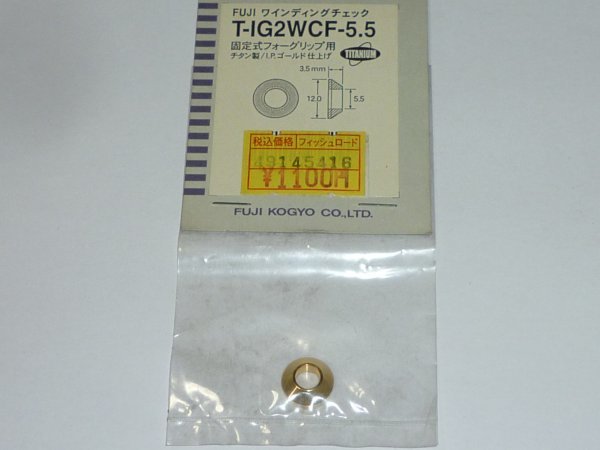 FUJI ワインディングチェック
T-IG2WCF-5.5
固定式フォーグリップ用
チタン製/I.P.ゴールド仕上げ
TITANIUM
3.5mm
12.0
5.5
税込価格 フィッシュロード
49145416
¥1100円
FUJI KOGYO CO.,LTD.